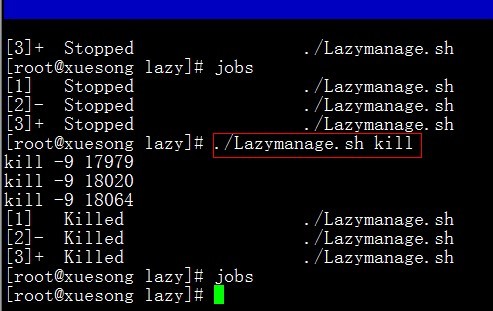 [3]+  Stopped                 ./Lazymanage.sh
[root@xuesong lazy]# jobs
[1]   Stopped                 ./Lazymanage.sh
[2]-  Stopped                 ./Lazymanage.sh
[3]+  Stopped                 ./Lazymanage.sh
[root@xuesong lazy]# ./Lazymanage.sh kill
kill -9 17979
kill -9 18020
kill -9 18064
[1]   Killed                  ./Lazymanage.sh
[2]-  Killed                  ./Lazymanage.sh
[3]+  Killed                  ./Lazymanage.sh
[root@xuesong lazy]# jobs
[root@xuesong lazy]#